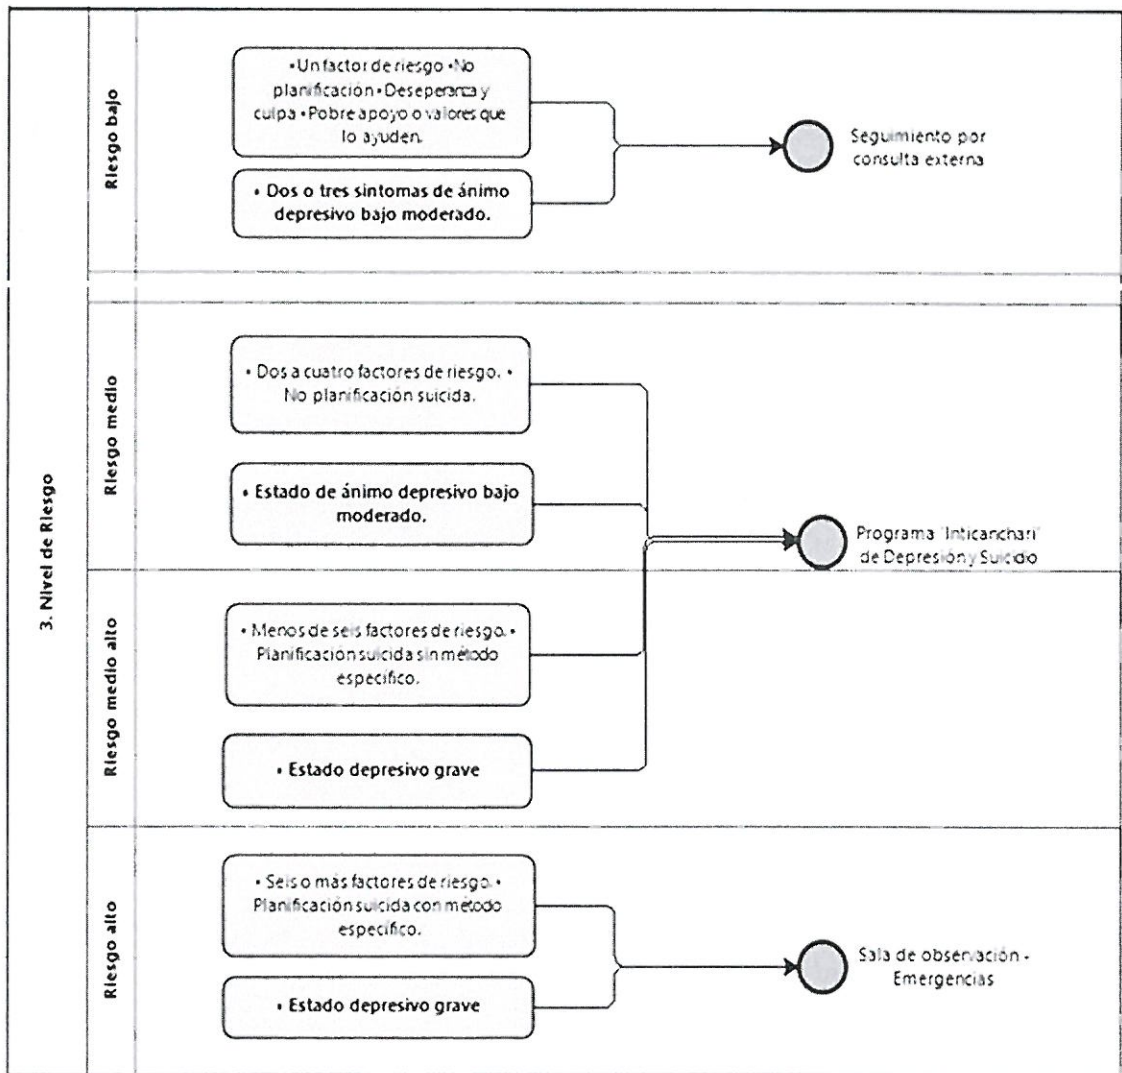 3. Nivel de Riesgo
Riesgo bajo
• Un factor de riesgo • No
planificación • Deseperanza y
culpa • Pobre apoyo o valores que
lo ayuden.
• Dos o tres sintomas de ánimo
depresivo bajo moderado.
Seguimiento por
consulta externa
Riesgo medio
• Dos a cuatro factores de riesgo. •
No planificación suicida.
• Estado de ánimo depresivo bajo
moderado.
Programa "Inticanchari"
de Depresión y Suicidio
Riesgo medio alto
• Menos de seis factores de riesgo. •
Planificación suicida sin método
específico.
• Estado depresivo grave
Riesgo alto
• Seis o más factores de riesgo. •
Planificación suicida con método
específico.
• Estado depresivo grave
Sala de observación -
Emergencias